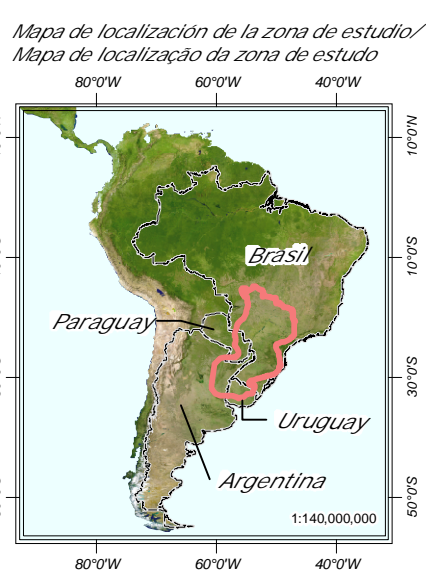 Mapa de localización de la zona de estudio/
Mapa de localização da zona de estudo
80°0'W 60°0'W 40°0'W
10°0'N
Brasil
10°0'S
Paraguay
30°0'S
Uruguay
Argentina
50°0'S
1:140,000,000
80°0'W 60°0'W 40°0'W